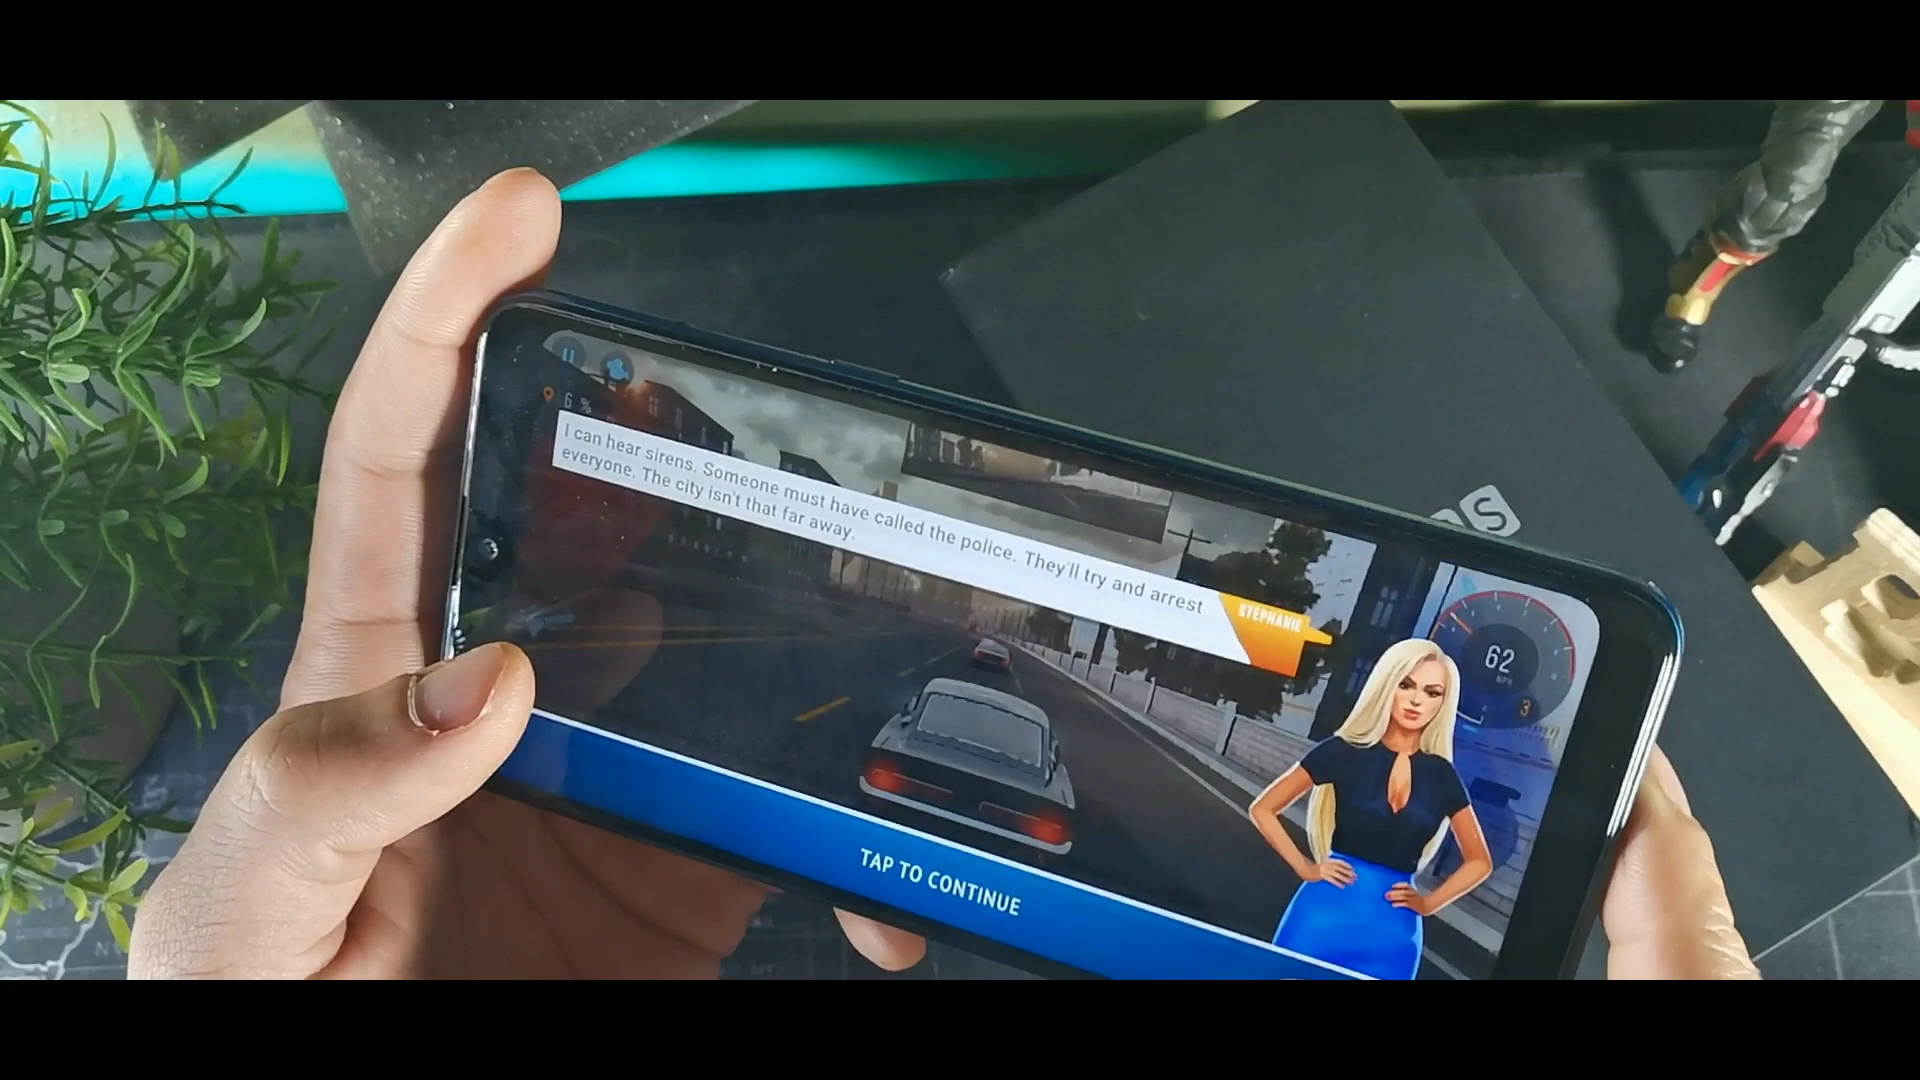 6 %
I can hear sirens. Someone must have called the police. They'll try and arrest
everyone. The city isn't that far away.
STEPHANIE
62
MPH
3
TAP TO CONTINUE